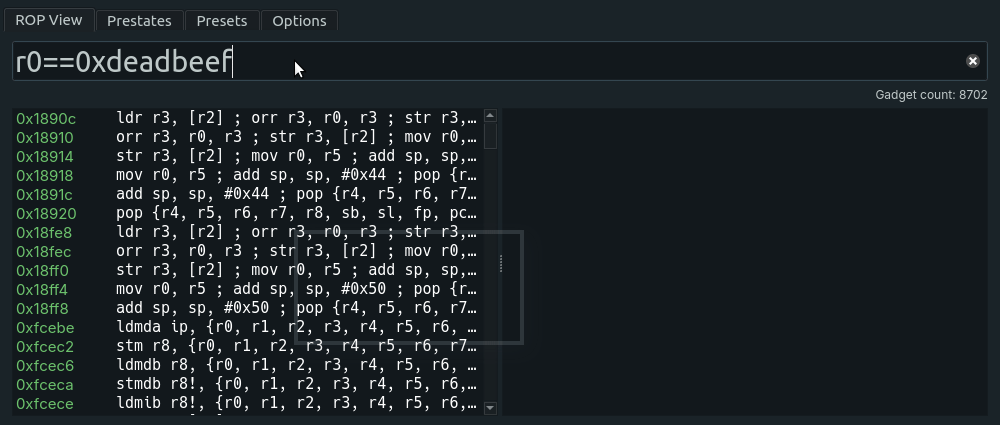 ROP View Prestates Presets Options
r0==0xdeadbeef
Gadget count: 8702
0x1890c ldr r3, [r2] ; orr r3, r0, r3 ; str r3,…
0x18910 orr r3, r0, r3 ; str r3, [r2] ; mov r0,…
0x18914 str r3, [r2] ; mov r0, r5 ; add sp, sp,…
0x18918 mov r0, r5 ; add sp, sp, #0x44 ; pop {r…
0x1891c add sp, sp, #0x44 ; pop {r4, r5, r6, r7…
0x18920 pop {r4, r5, r6, r7, r8, sb, sl, fp, pc…
0x18fe8 ldr r3, [r2] ; orr r3, r0, r3 ; str r3,…
0x18fec orr r3, r0, r3 ; str r3, [r2] ; mov r0,…
0x18ff0 str r3, [r2] ; mov r0, r5 ; add sp, sp,…
0x18ff4 mov r0, r5 ; add sp, sp, #0x50 ; pop {r…
0x18ff8 add sp, sp, #0x50 ; pop {r4, r5, r6, r7…
0xfcebe ldmda ip, {r0, r1, r2, r3, r4, r5, r6, …
0xfcec2 stm r8, {r0, r1, r2, r3, r4, r5, r6, r7…
0xfcec6 ldmdb r8, {r0, r1, r2, r3, r4, r5, r6, …
0xfceca stmdb r8!, {r0, r1, r2, r3, r4, r5, r6,…
0xfcece ldmib r8!, {r0, r1, r2, r3, r4, r5, r6,…